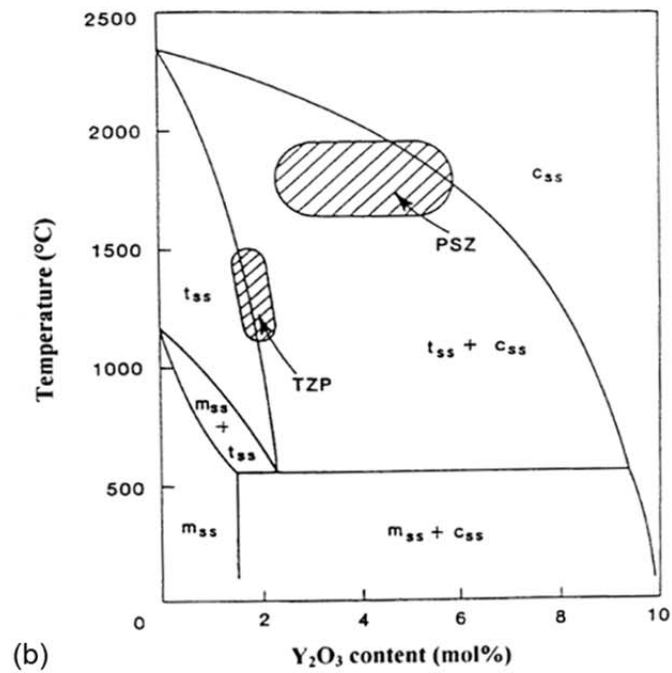 2500
2000
1500
1000
500
0
Temperature (°C)
css
PSZ
tss
tss + css
TZP
mss
+
tss
mss
mss + css
2
4
6
8
10
Y₂O₃ content (mol%)
(b)